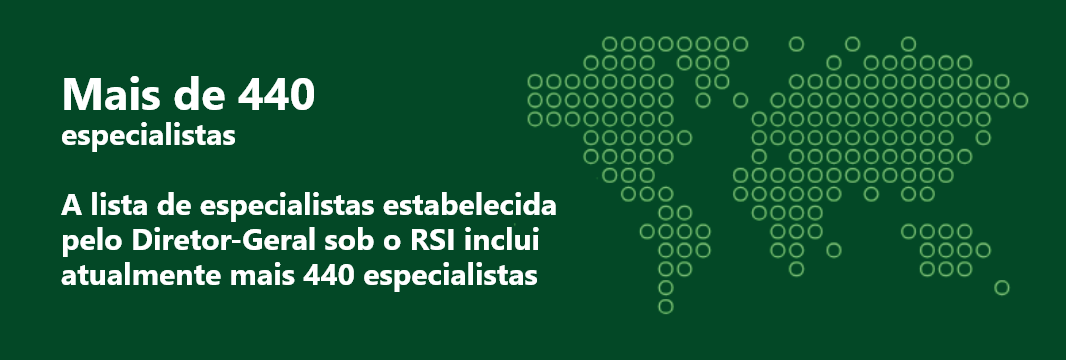 Mais de 440
especialistas
A lista de especialistas estabelecida
pelo Diretor-Geral sob o RSI inclui
atualmente mais 440 especialistas